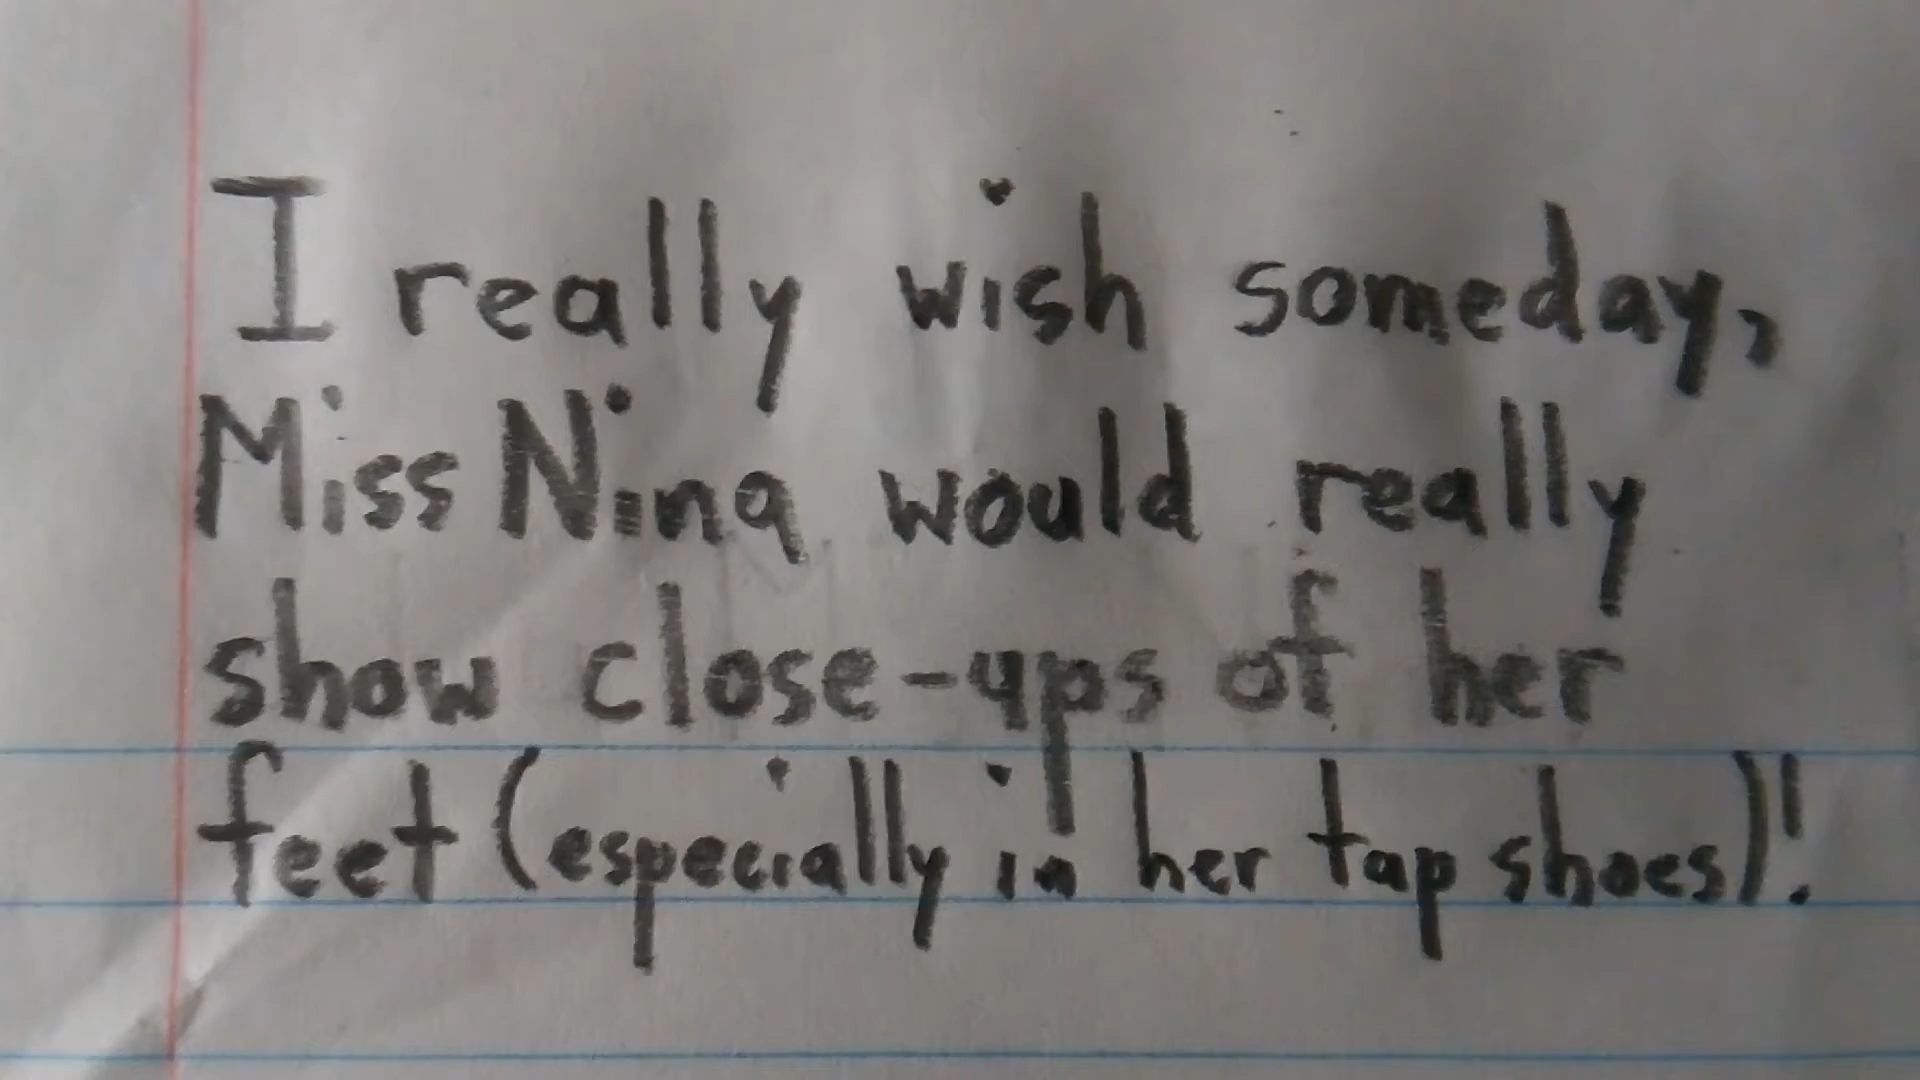 I really wish someday,
Miss Nina would really
show close-ups of her
feet (especially in her tap shoes)!